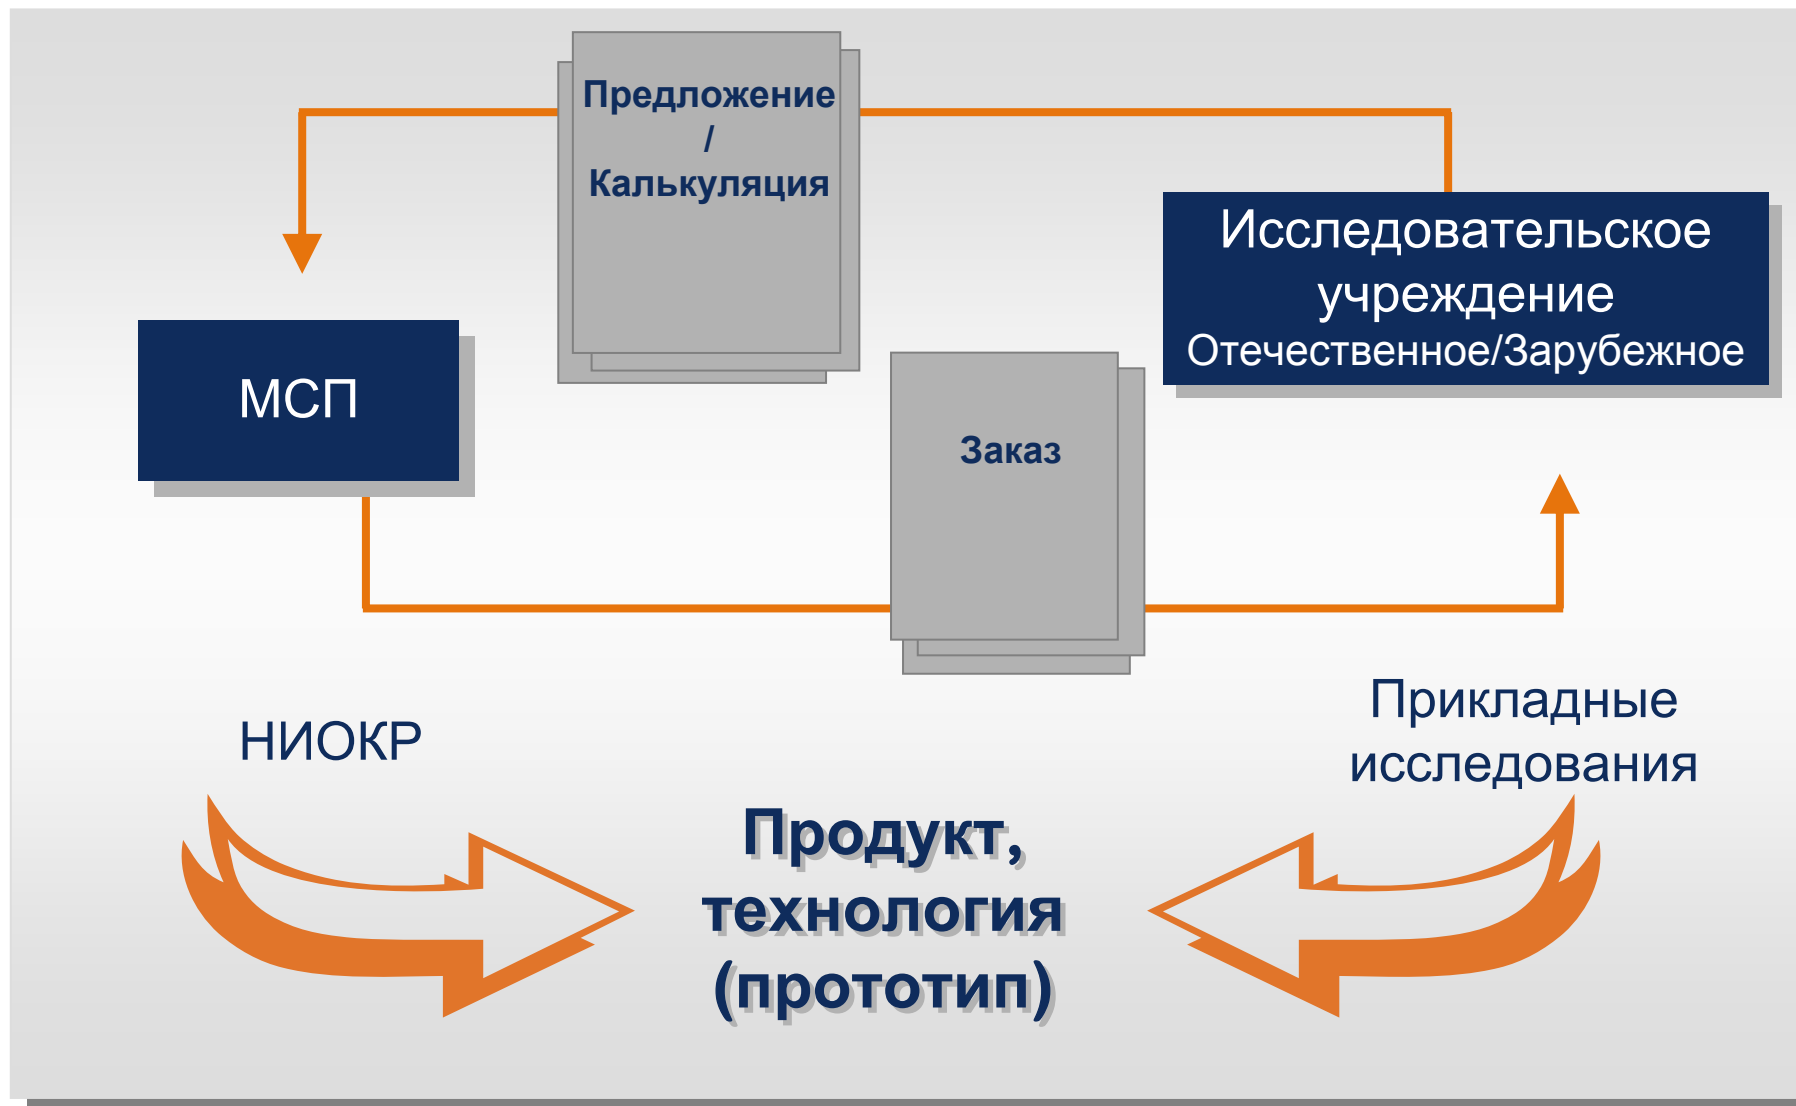 Предложение
/
Калькуляция
Исследовательское
учреждение
Отечественное/Зарубежное
МСП
Заказ
НИОКР
Прикладные
исследования
Продукт,
технология
(прототип)